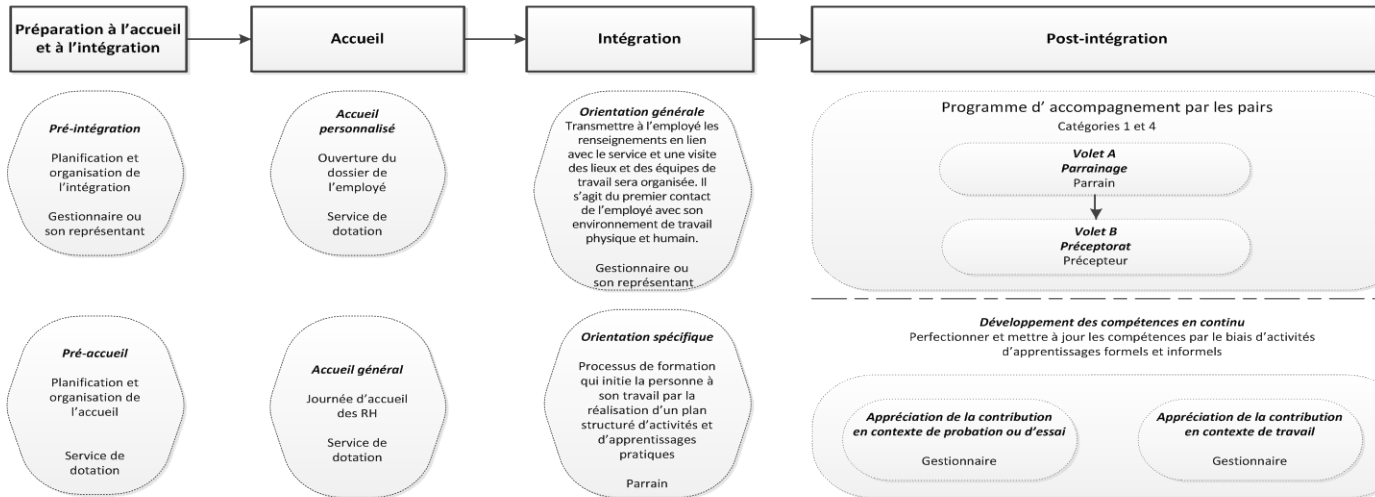 Préparation à l'accueil
et à l'intégration
Accueil
Intégration
Post-intégration
Pré-intégration
Planification et
organisation de
l'intégration
Gestionnaire ou
son représentant
Accueil
personnalisé
Ouverture du
dossier de
l'employé
Service de
dotation
Orientation générale
Transmettre à l'employé les
renseignements en lien
avec le service et une visite
des lieux et des équipes de
travail sera organisée. Il
s'agit du premier contact
de l'employé avec son
environnement de travail
physique et humain.
Gestionnaire ou
son représentant
Programme d' accompagnement par les pairs
Catégories 1 et 4
Volet A
Parrainage
Parrain
Volet B
Préceptorat
Précepteur
Pré-accueil
Planification et
organisation de
l'accueil
Service de
dotation
Accueil général
Journée d'accueil
des RH
Service de
dotation
Orientation spécifique
Processus de formation
qui initie la personne à
son travail par la
réalisation d'un plan
structuré d'activités et
d'apprentissages
pratiques
Parrain
Développement des compétences en continu
Perfectionner et mettre à jour les compétences par le biais d'activités
d'apprentissages formels et informels
Appréciation de la contribution
en contexte de probation ou d'essai
Gestionnaire
Appréciation de la contribution
en contexte de travail
Gestionnaire